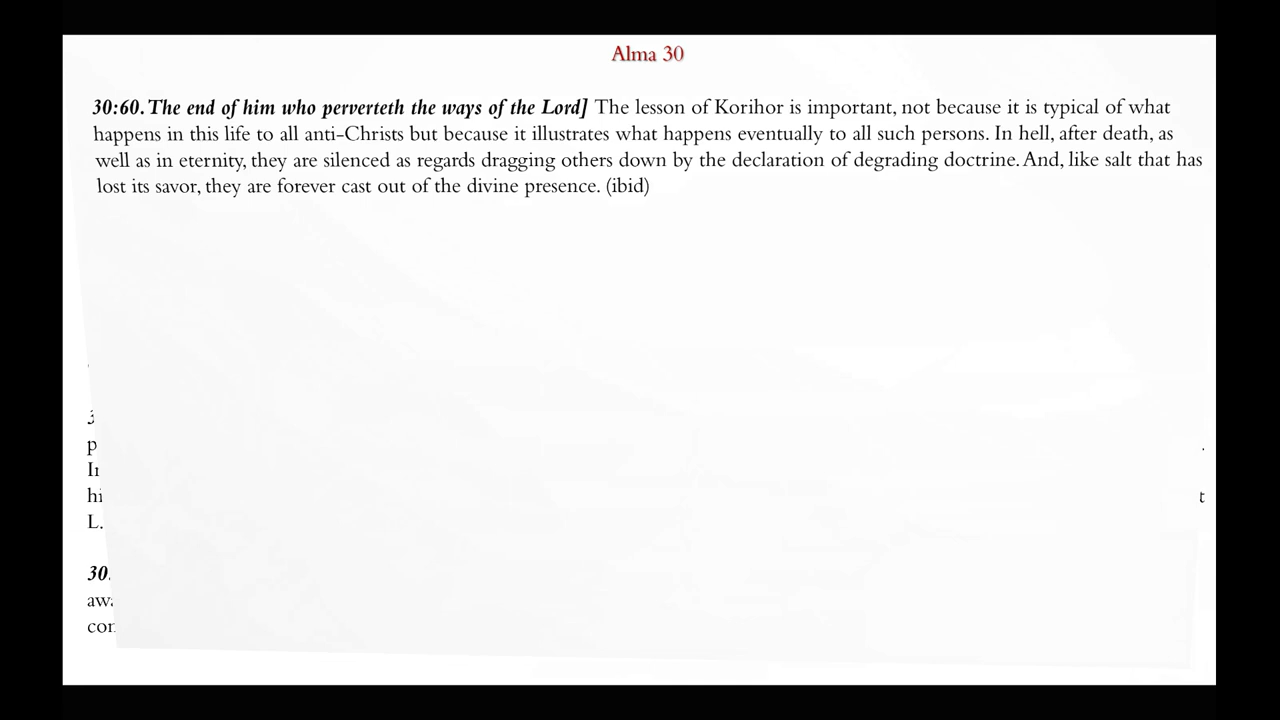 Alma 30
30:60. The end of him who perverteth the ways of the Lord] The lesson of Korihor is important, not because it is typical of what
happens in this life to all anti-Christs but because it illustrates what happens eventually to all such persons. In hell, after death, as
well as in eternity, they are silenced as regards dragging others down by the declaration of degrading doctrine. And, like salt that has
lost its savor, they are forever cast out of the divine presence. (ibid)
p
hi
L.
30